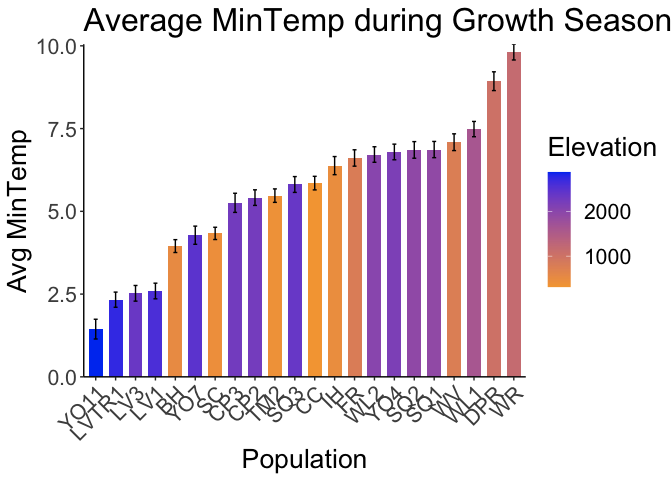 Average MinTemp during Growth Season
Avg MinTemp
10.0
7.5
5.0
2.5
0.0
YO11
LVTR1
LV3
LV1
BH
YO7
SC
CP3
CP2
TM2
SQ3
CC
IH
FR
WL2
YO4
SQ2
SQ1
WV
WL1
DPR
WR
Population
Elevation
2000
1000